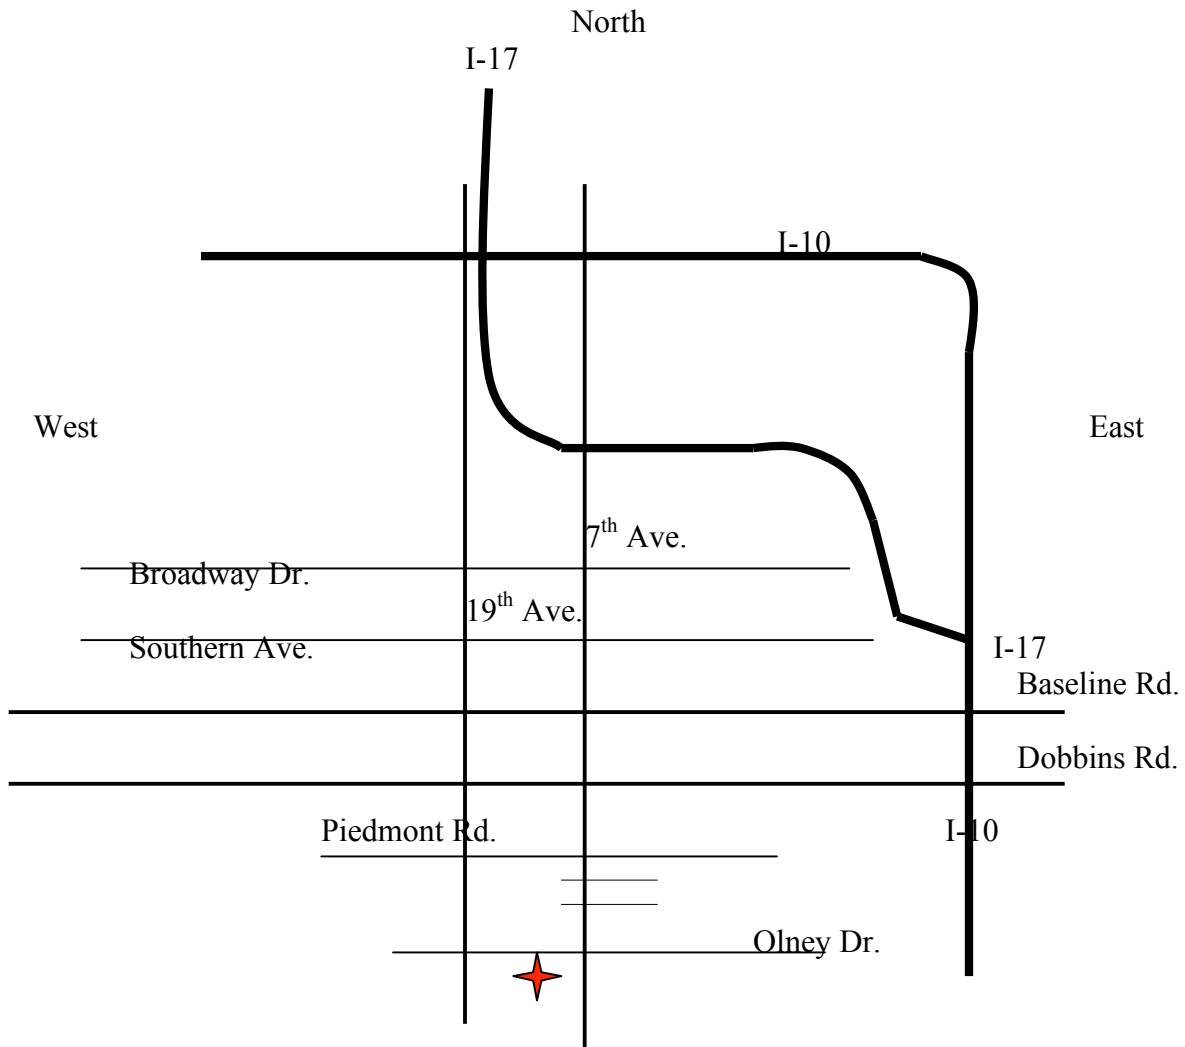 North
I-17
I-10
West
East
7th Ave.
Broadway Dr.
19th Ave.
Southern Ave.
I-17
Baseline Rd.
Dobbins Rd.
Piedmont Rd.
I-10
Olney Dr.